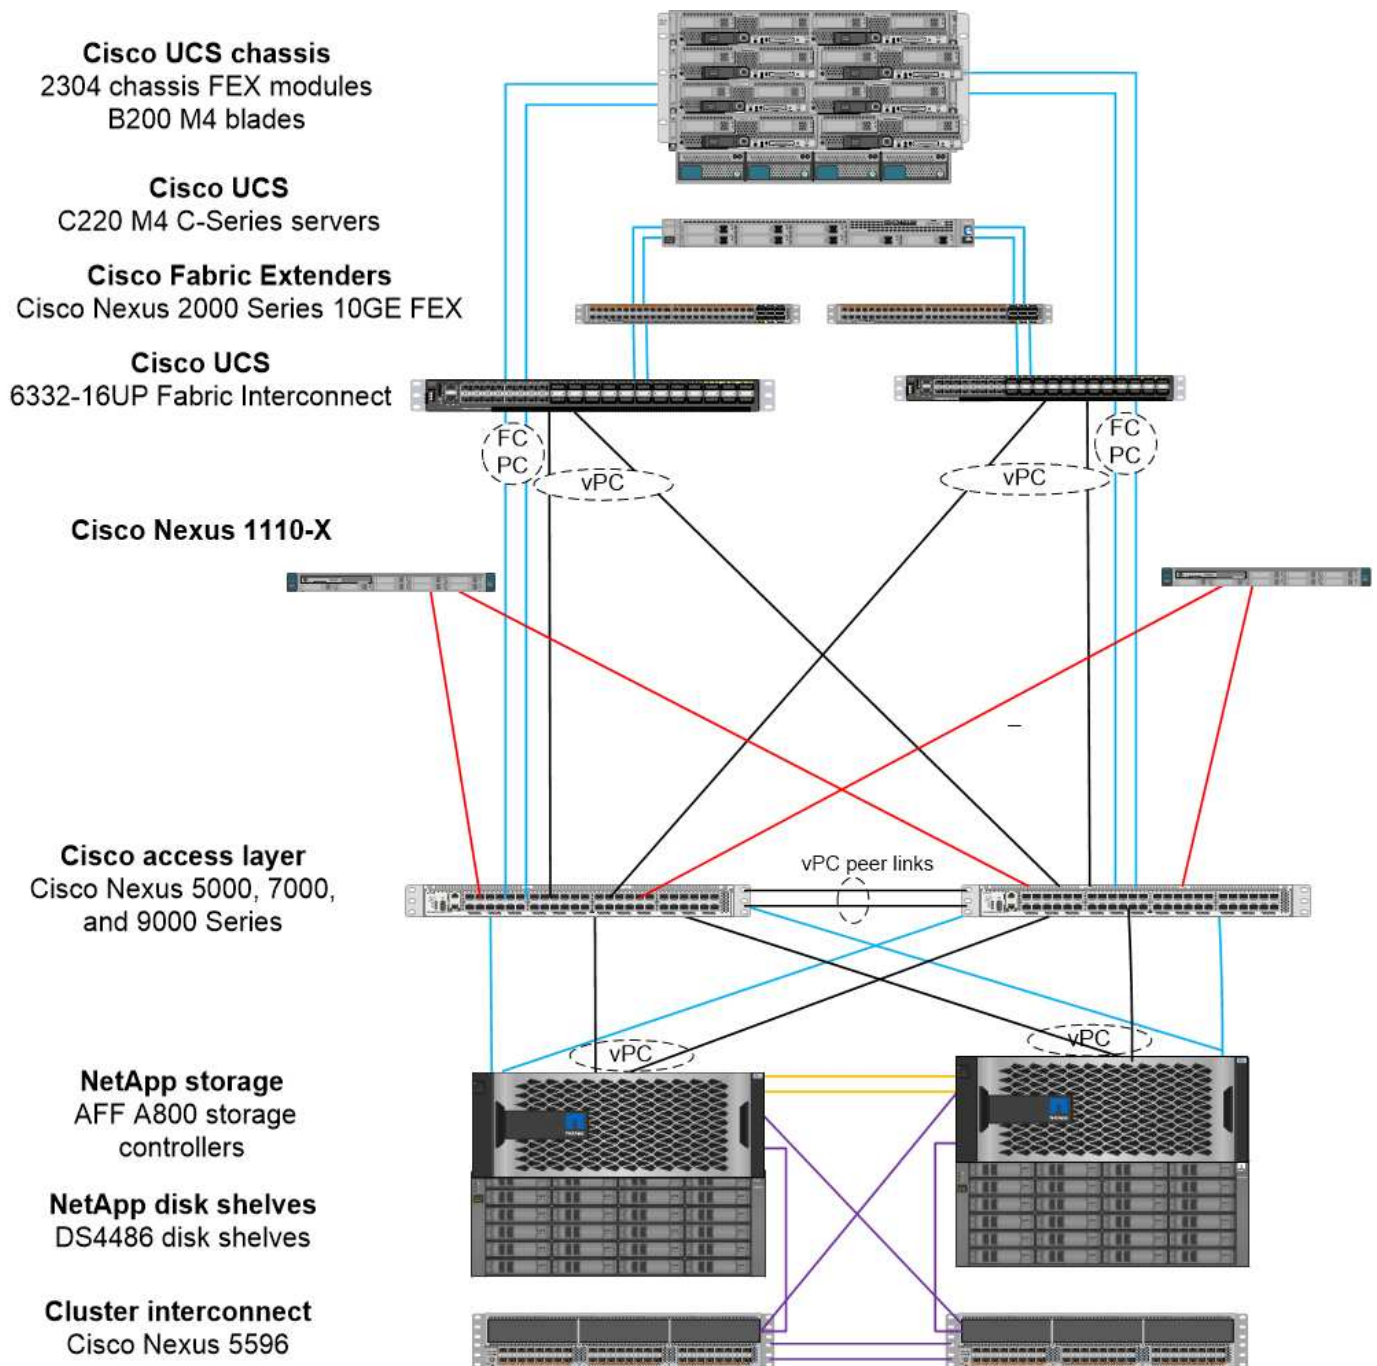 Cisco UCS chassis
2304 chassis FEX modules
B200 M4 blades
Cisco UCS
C220 M4 C-Series servers
Cisco Fabric Extenders
Cisco Nexus 2000 Series 10GE FEX
Cisco UCS
6332-16UP Fabric Interconnect
FC
PC
vPC
vPC
FC
PC
Cisco Nexus 1110-X
Cisco access layer
Cisco Nexus 5000, 7000,
and 9000 Series
vPC peer links
vPC
vPC
NetApp storage
AFF A800 storage
controllers
NetApp disk shelves
DS4486 disk shelves
Cluster interconnect
Cisco Nexus 5596